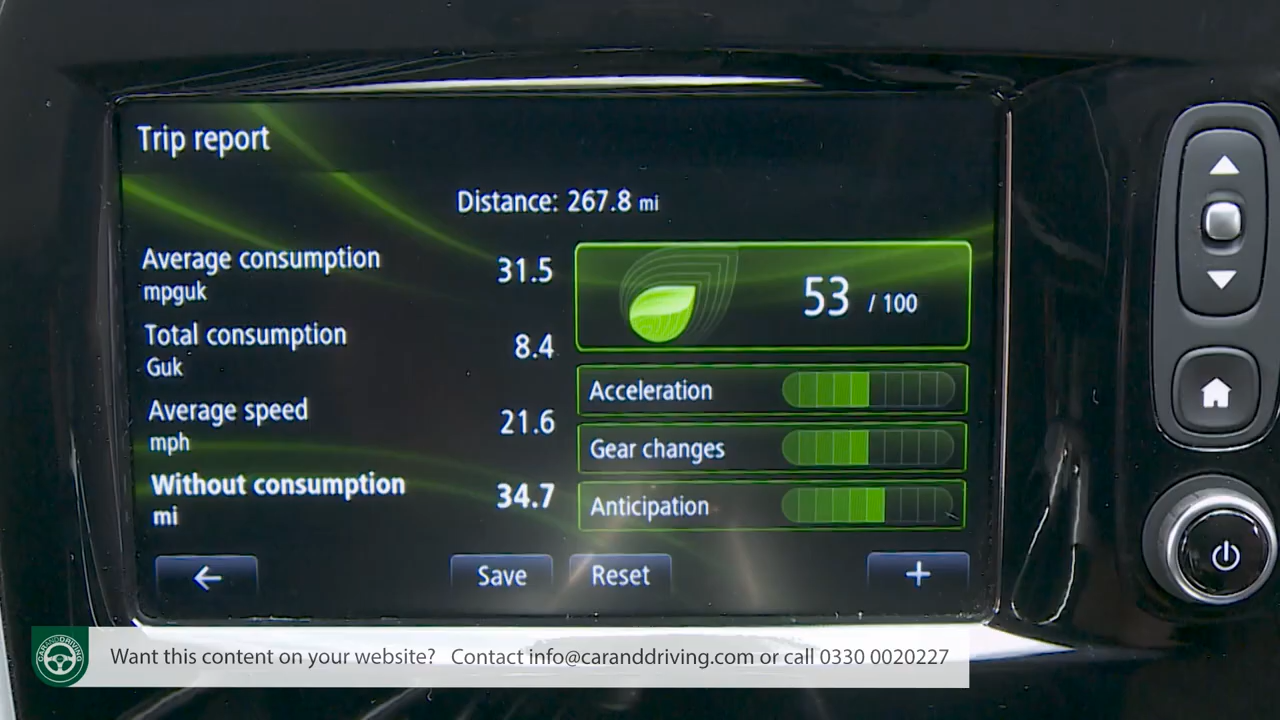 Trip report
Distance: 267.8 mi
Average consumption 31.5
mpguk
Total consumption 8.4
Guk
Average speed 21.6
mph
Without consumption 34.7
mi
53 / 100
Acceleration
Gear changes
Anticipation
Save Reset +
CARANDDRIVING
Want this content on your website? Contact info@caranddriving.com or call 0330 0020227